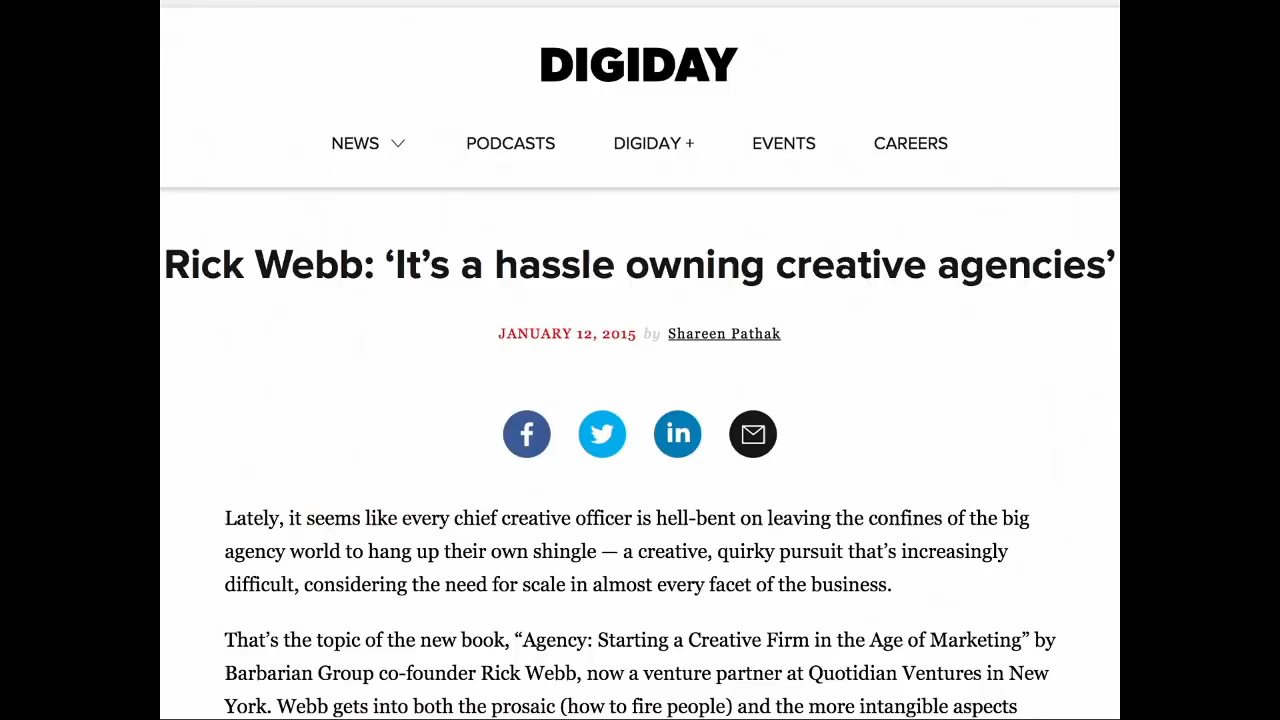 DIGIDAY
NEWS PODCASTS DIGIDAY + EVENTS CAREERS
Rick Webb: ‘It’s a hassle owning creative agencies’
JANUARY 12, 2015 by Shareen Pathak
f in
Lately, it seems like every chief creative officer is hell-bent on leaving the confines of the big
agency world to hang up their own shingle — a creative, quirky pursuit that’s increasingly
difficult, considering the need for scale in almost every facet of the business.
That’s the topic of the new book, “Agency: Starting a Creative Firm in the Age of Marketing” by
Barbarian Group co-founder Rick Webb, now a venture partner at Quotidian Ventures in New
York. Webb gets into both the prosaic (how to fire people) and the more intangible aspects